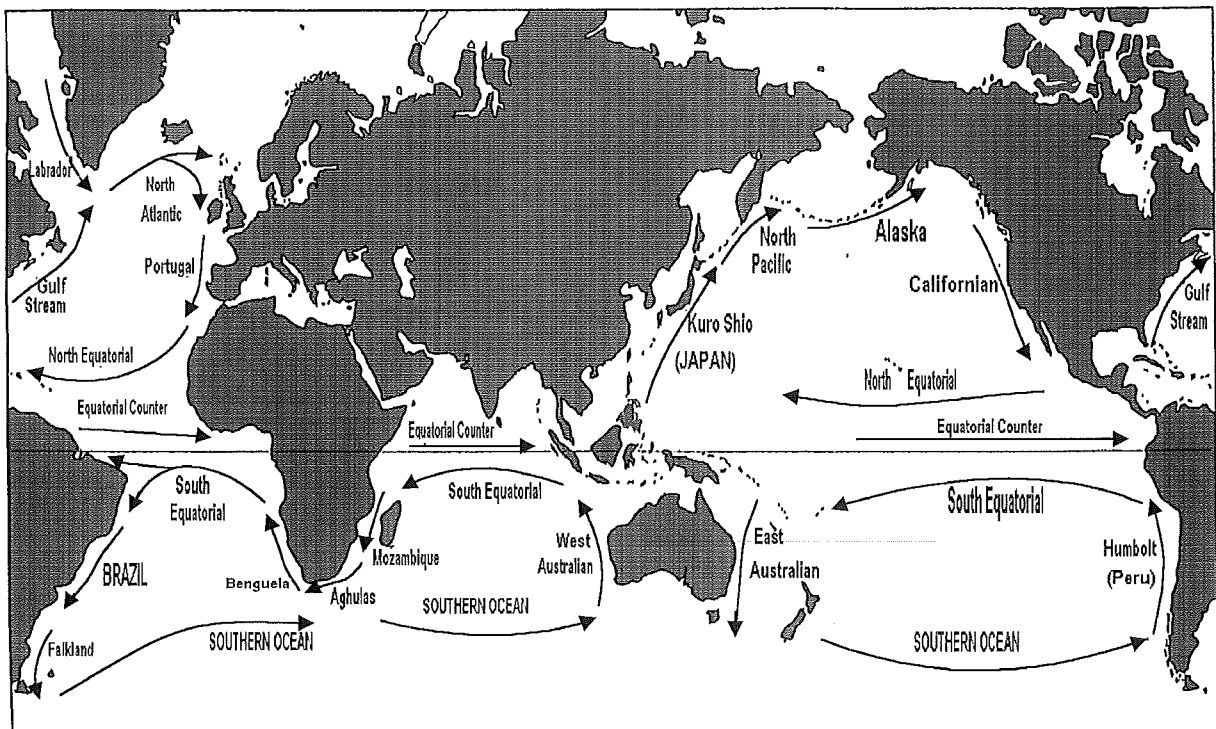 Labrador
North
Atlantic
Portugal
Gulf
Stream
North Equatorial
Equatorial Counter
South
Equatorial
BRAZIL
Falkland
SOUTHERN OCEAN
Benguela
Aghulas
Mozambique
Equatorial Counter
South Equatorial
West
Australian
SOUTHERN OCEAN
Kuro Shio
(JAPAN)
North
Pacific
Alaska
Californian
Gulf
Stream
North Equatorial
Equatorial Counter
South Equatorial
East
Australian
Humbolt
(Peru)
SOUTHERN OCEAN